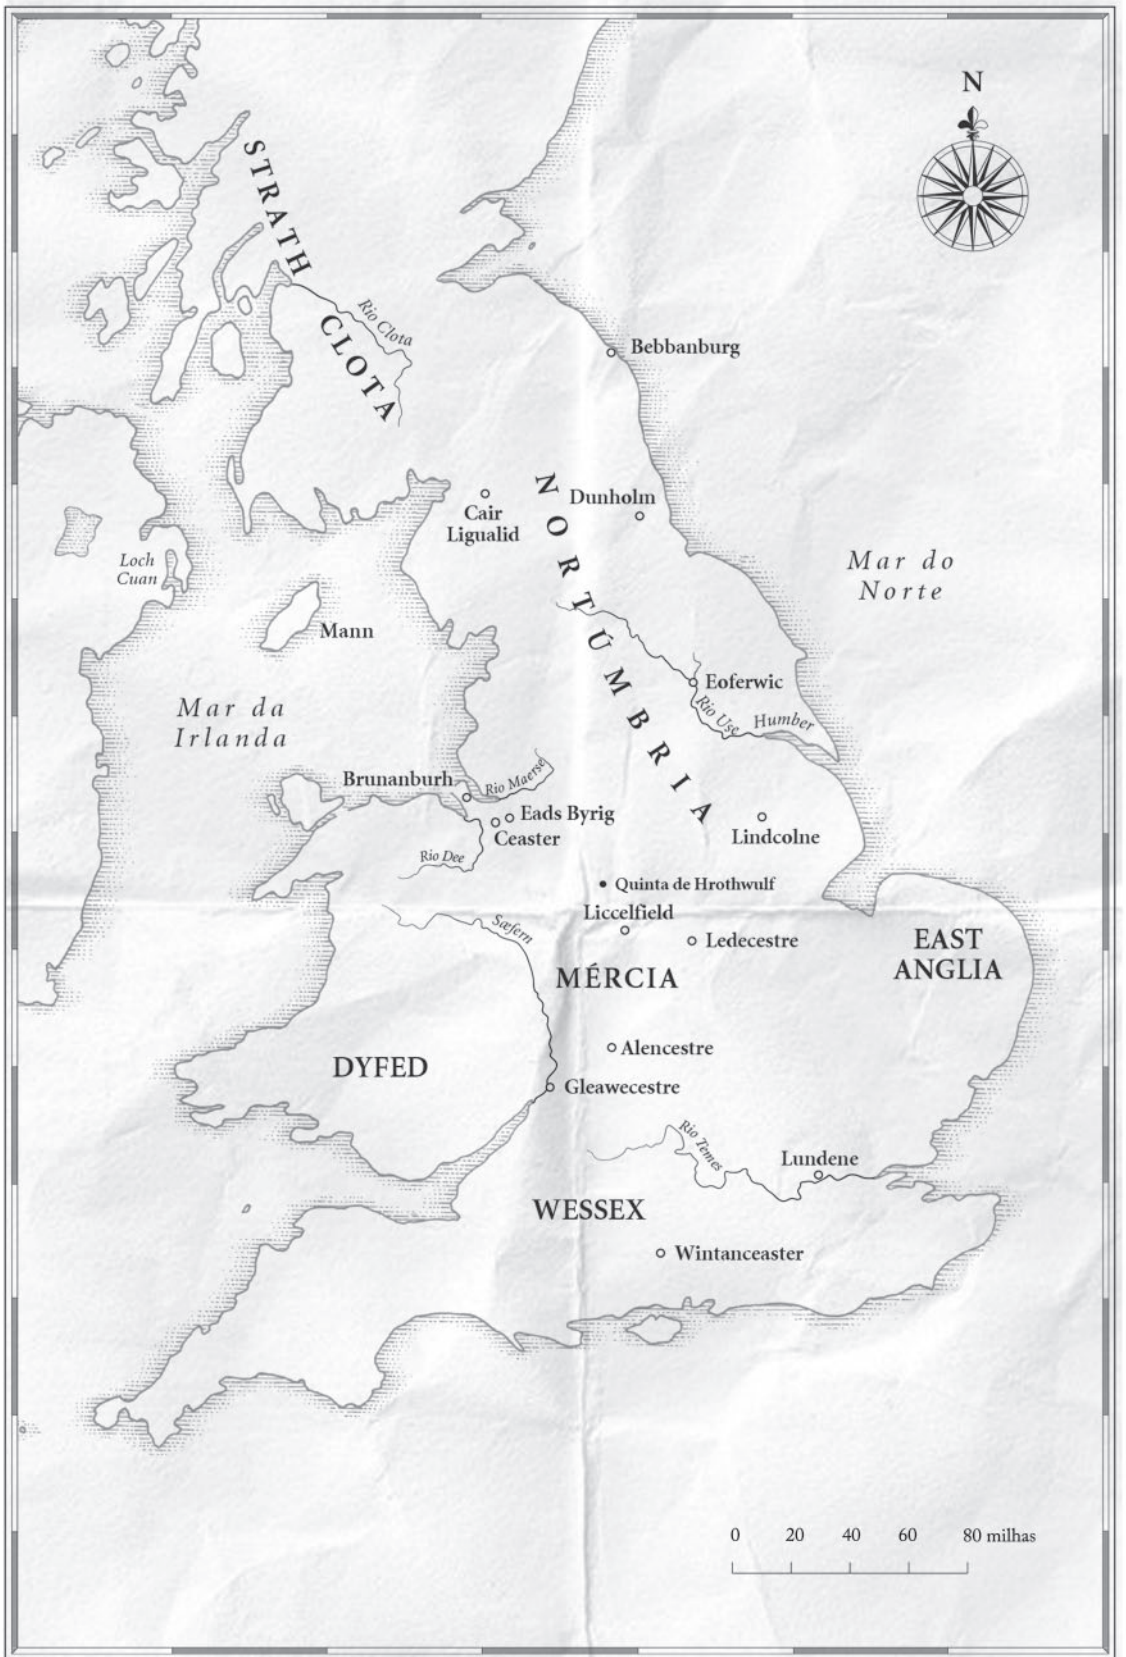 N
STRATH
CLOTA
Rio Clota
Bebbanburg
NORTÚMBRIA
Dunholm
Cair
Ligualid
Loch
Cuan
Mar do
Norte
Mann
Eoferwic
Rio Use
Humber
Mar da
Irlanda
Brunanburh
Rio Maerse
Eads Byrig
Ceaster
Lindcolne
Rio Dee
Quinta de Hrothwulf
Liccelfield
Sæfern
Ledecestre
EAST
ANGLIA
MÉRCIA
Alencestre
DYFED
Gleawecestre
Rio Temes
Lundene
WESSEX
Wintanceaster
0 20 40 60 80 milhas